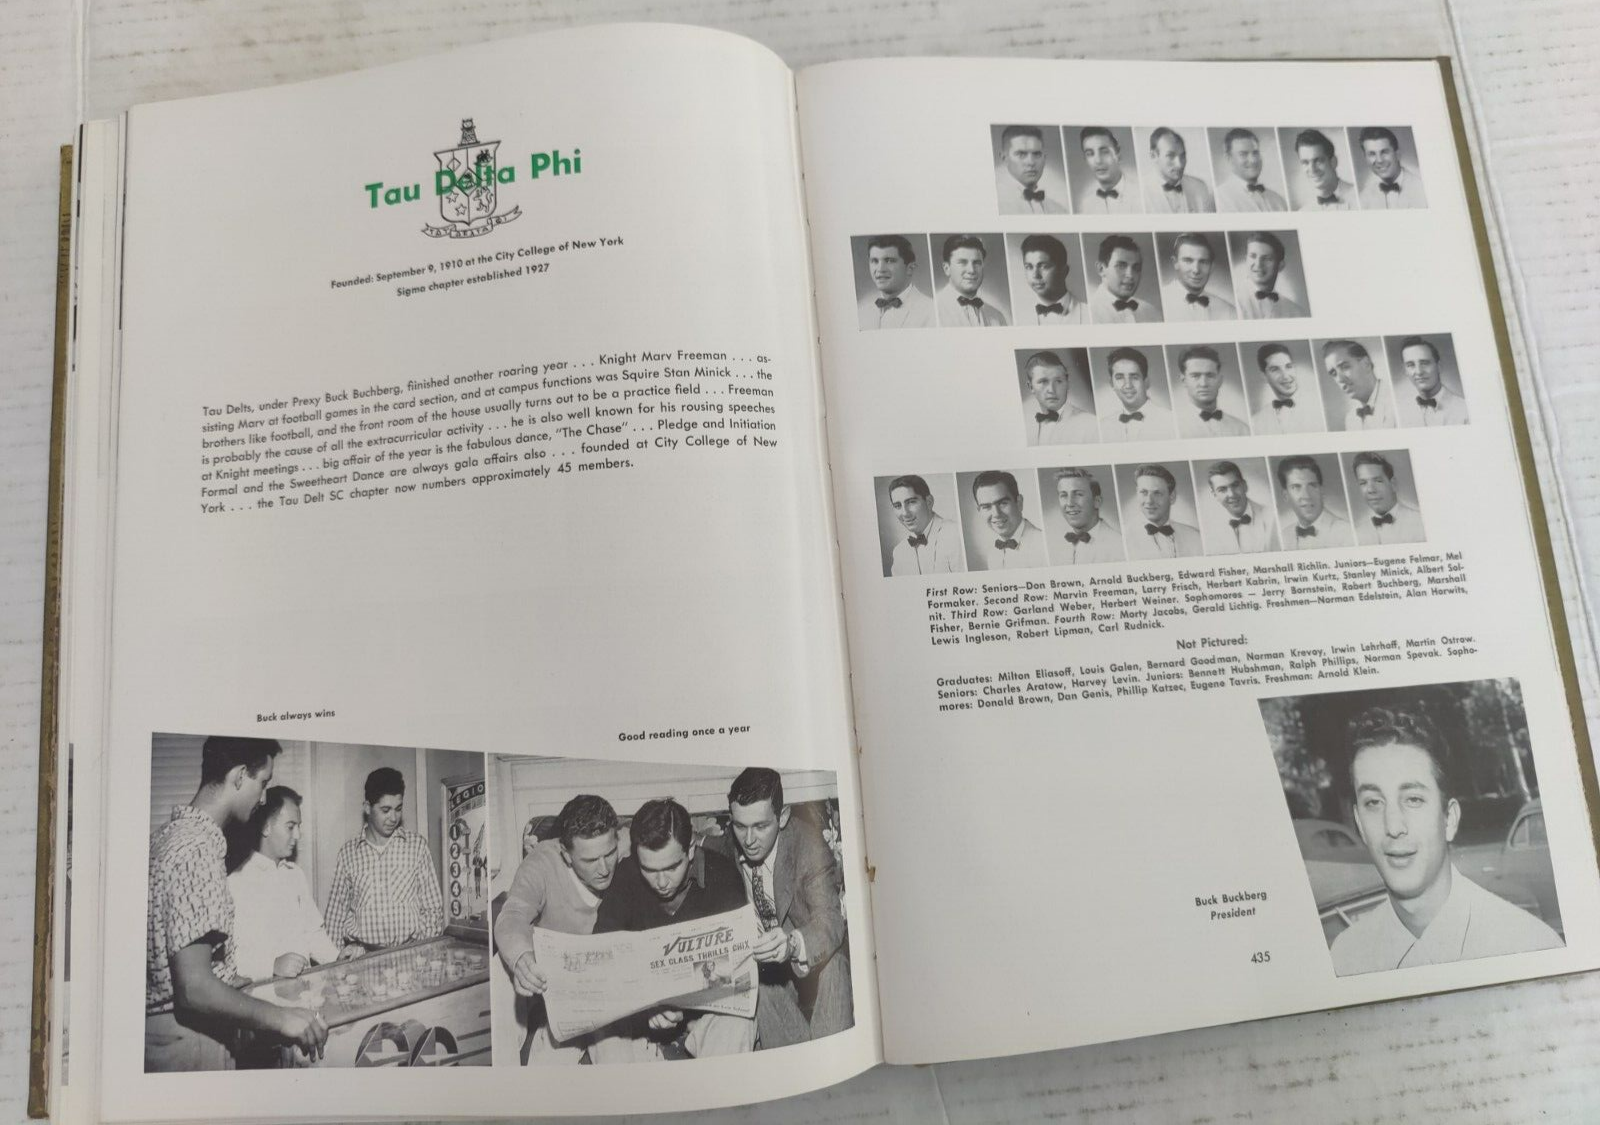 Tau Delta Phi
TAU DELTA PHI
Founded: September 9, 1910 at the City College of New York
Sigma chapter established 1927
Tau Delts, under Prexy Buck Buchberg, fiinished another roaring year . . . Knight Marv Freeman . . . as-
sisting Marv at football games in the card section, and at campus functions was Squire Stan Minick . . . the
brothers like football, and the front room of the house usually turns out to be a practice field . . . Freeman
is probably the cause of all the extracurricular activity . . . he is also well known for his rousing speeches
at Knight meetings . . . big affair of the year is the fabulous dance, "The Chase" . . . Pledge and Initiation
Formal and the Sweetheart Dance are always gala affairs also . . . founded at City College of New
York . . . the Tau Delt SC chapter now numbers approximately 45 members.
Buck always wins
Good reading once a year
LEGIO
1
2
3
4
5
VULTURE
SEX CLASS THRILLS CHIX
First Row: Seniors—Don Brown, Arnold Buckberg, Edward Fisher, Marshall Richlin. Juniors—Eugene Felmar, Mel
Formaker. Second Row: Marvin Freeman, Larry Frisch, Herbert Kabrin, Irwin Kurtz, Stanley Minick, Albert Sol-
nit. Third Row: Garland Weber, Herbert Weiner. Sophomores — Jerry Bornstein, Robert Buchberg, Marshall
Fisher, Bernie Grifman. Fourth Row: Morty Jacobs, Gerald Lichtig. Freshmen—Norman Edelstein, Alan Horwits,
Lewis Ingleson, Robert Lipman, Carl Rudnick.
Not Pictured:
Graduates: Milton Eliasoff, Louis Galen, Bernard Goodman, Norman Krevoy, Irwin Lehrhoff, Martin Ostrow.
Seniors: Charles Aratow, Harvey Levin. Juniors: Bennett Hubshman, Ralph Phillips, Norman Spevak. Sopho-
mores: Donald Brown, Dan Genis, Phillip Katzec, Eugene Tavris. Freshman: Arnold Klein.
Buck Buckberg
President
435